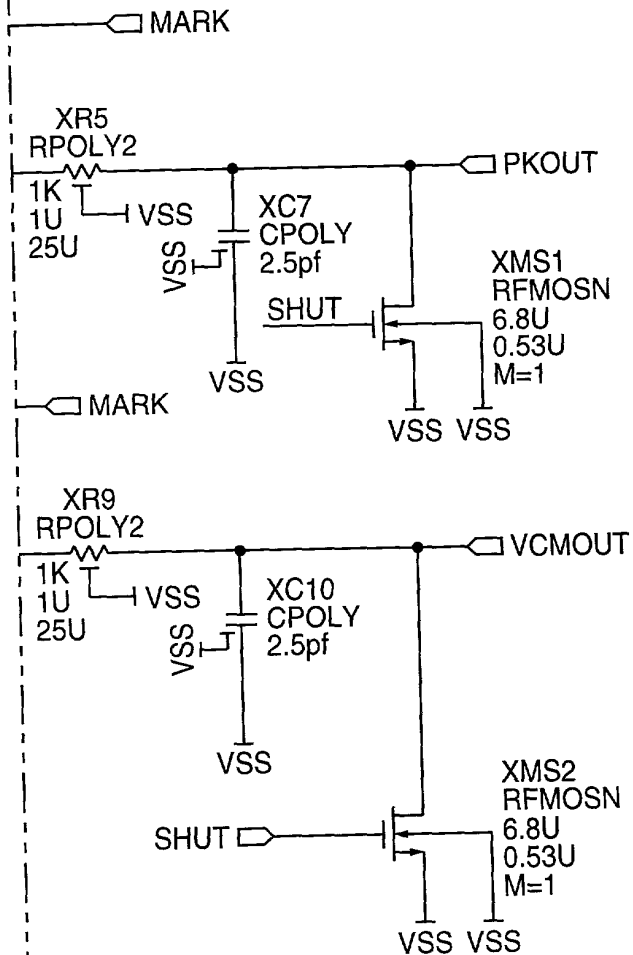 MARK
XR5
RPOLY2
1K
1U
25U
VSS
XC7
CPOLY
2.5pf
VSS
VSS
PKOUT
SHUT
XMS1
RFMOSN
6.8U
0.53U
M=1
VSS VSS
MARK
XR9
RPOLY2
1K
1U
25U
VSS
XC10
CPOLY
2.5pf
VSS
VSS
VCMOUT
SHUT
XMS2
RFMOSN
6.8U
0.53U
M=1
VSS VSS